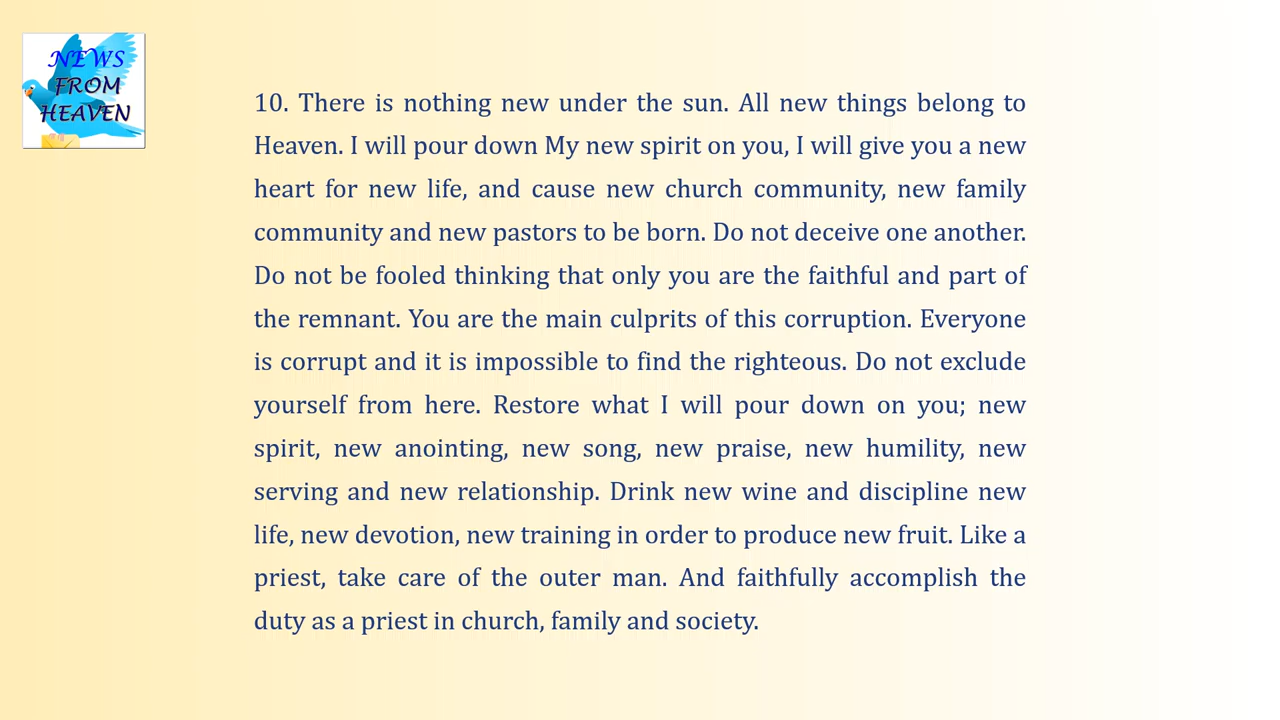 NEWS
FROM
HEAVEN
10. There is nothing new under the sun. All new things belong to
Heaven. I will pour down My new spirit on you, I will give you a new
heart for new life, and cause new church community, new family
community and new pastors to be born. Do not deceive one another.
Do not be fooled thinking that only you are the faithful and part of
the remnant. You are the main culprits of this corruption. Everyone
is corrupt and it is impossible to find the righteous. Do not exclude
yourself from here. Restore what I will pour down on you; new
spirit, new anointing, new song, new praise, new humility, new
serving and new relationship. Drink new wine and discipline new
life, new devotion, new training in order to produce new fruit. Like a
priest, take care of the outer man. And faithfully accomplish the
duty as a priest in church, family and society.